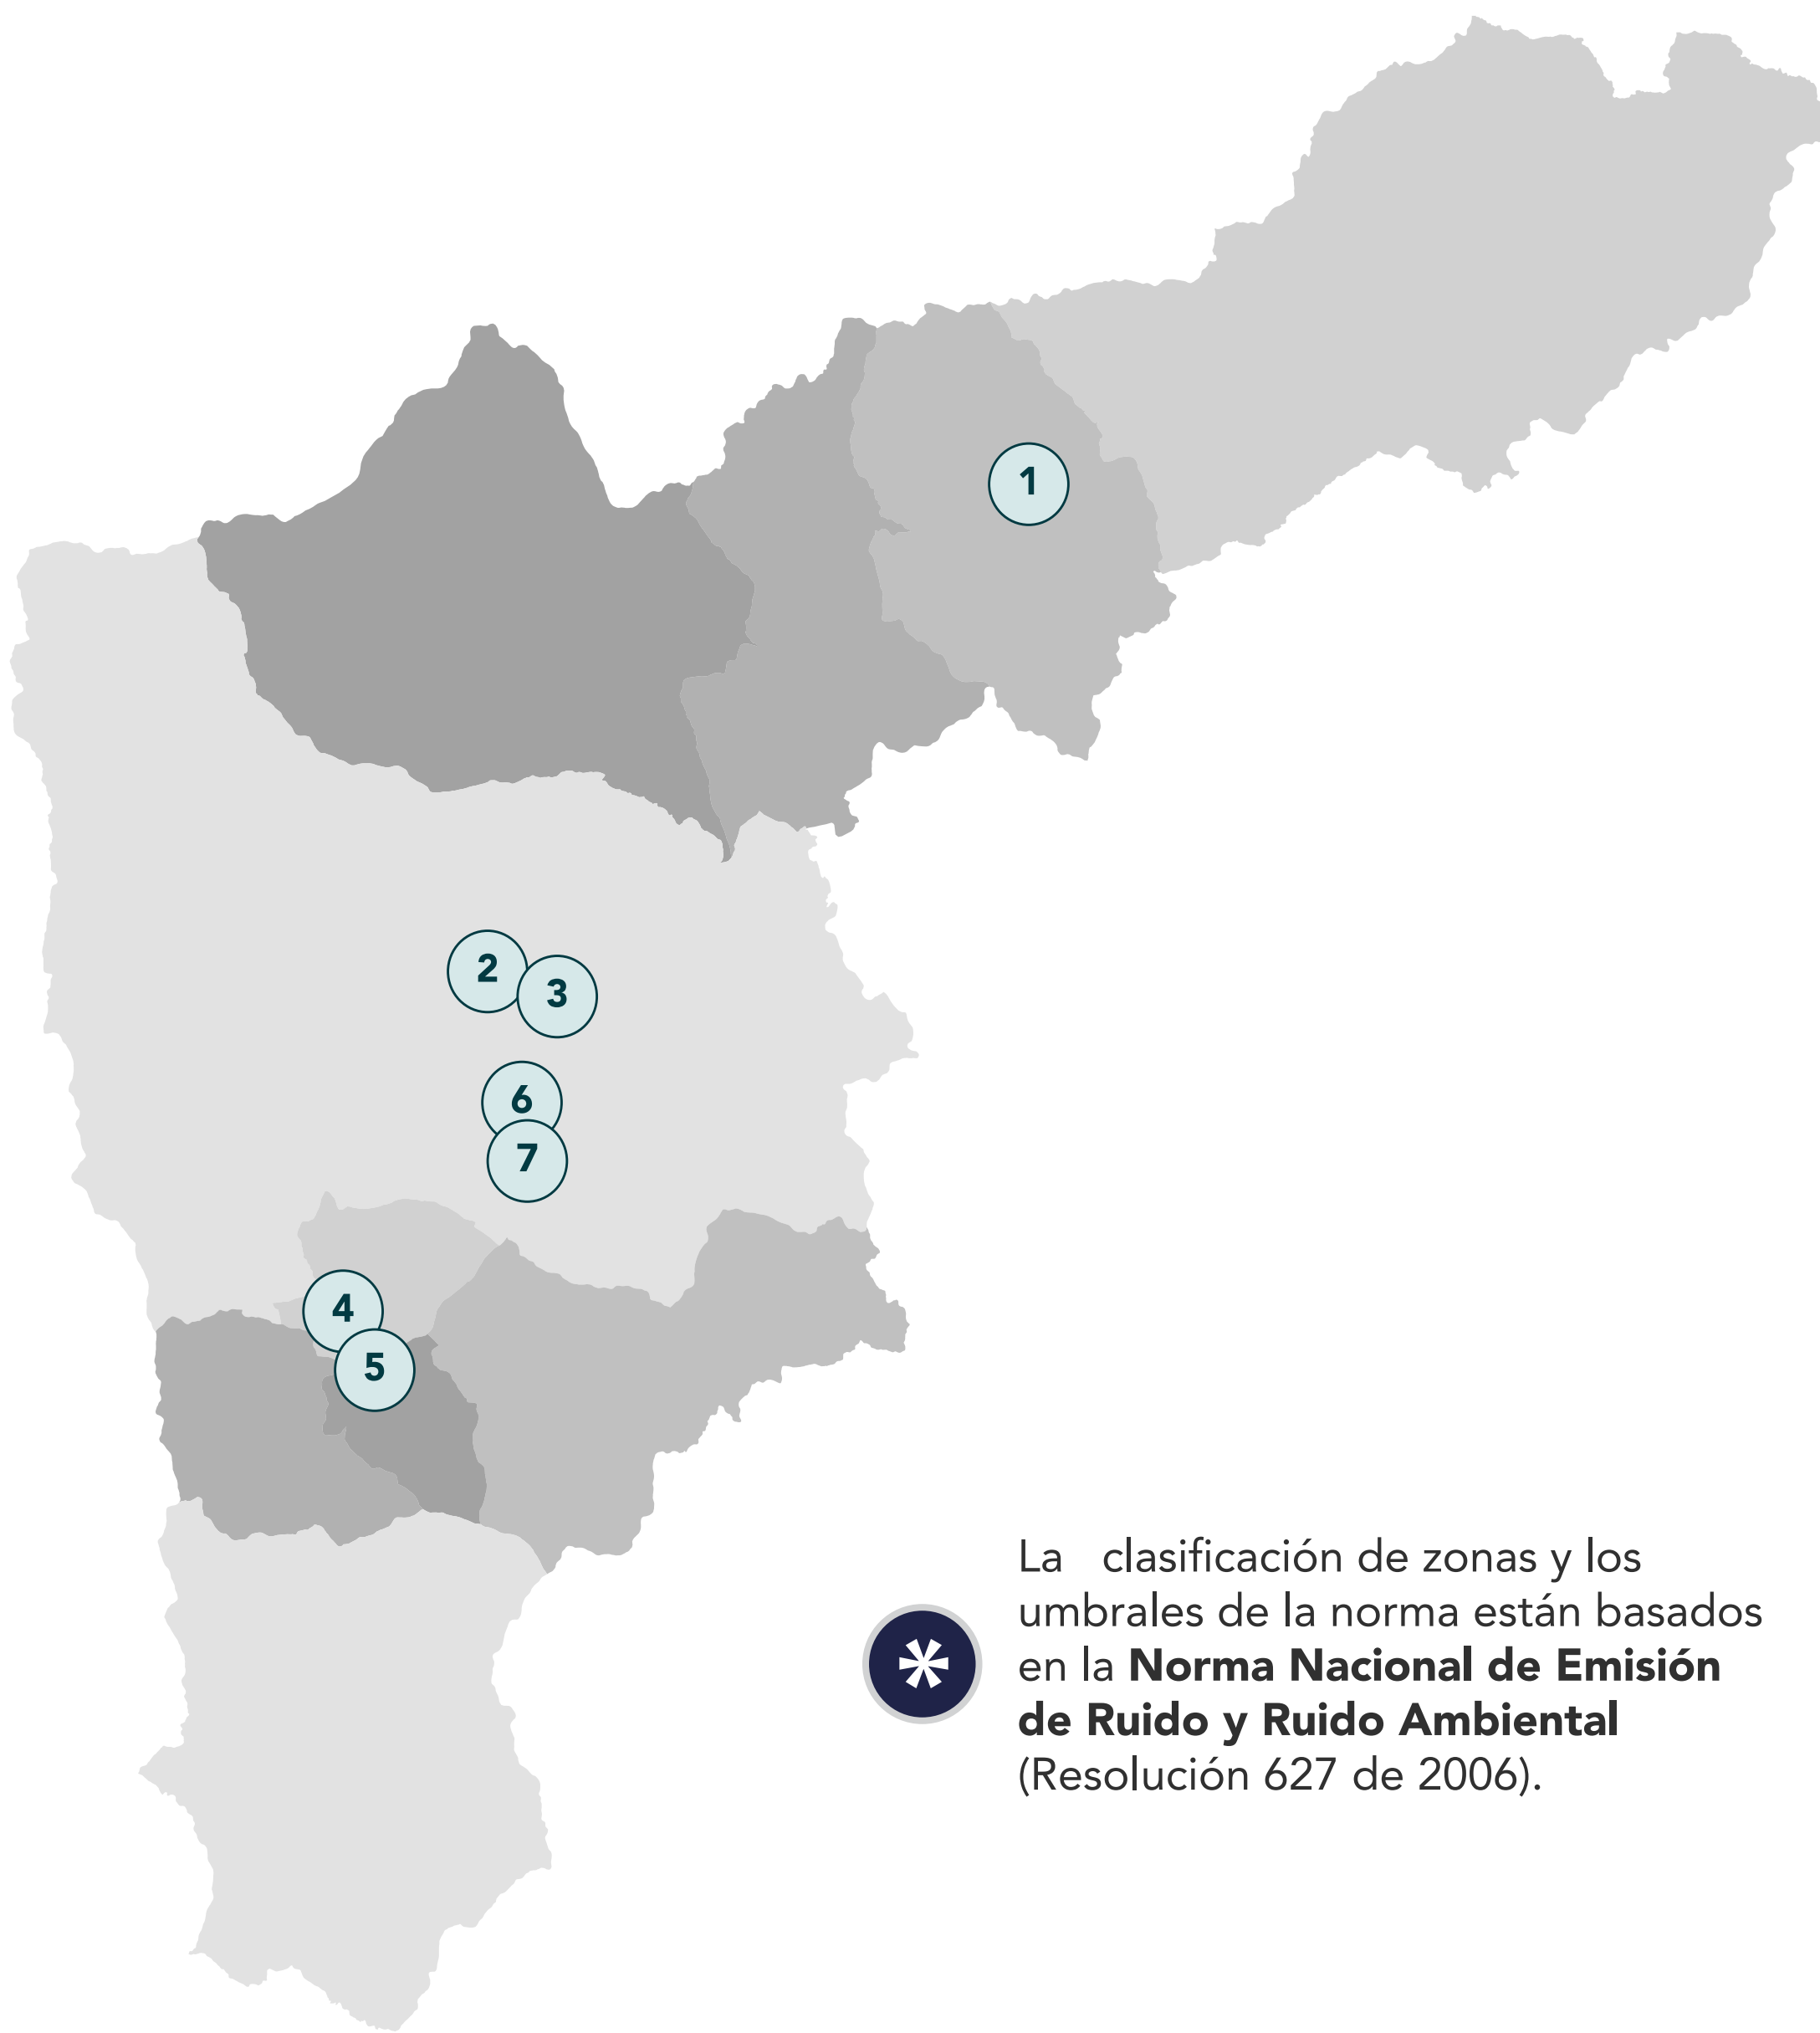 1
2
3
6
7
4
5
La clasificación de zonas y los
umbrales de la norma están basados
en la Norma Nacional de Emisión
de Ruido y Ruido Ambiental
(Resolución 627 de 2006).